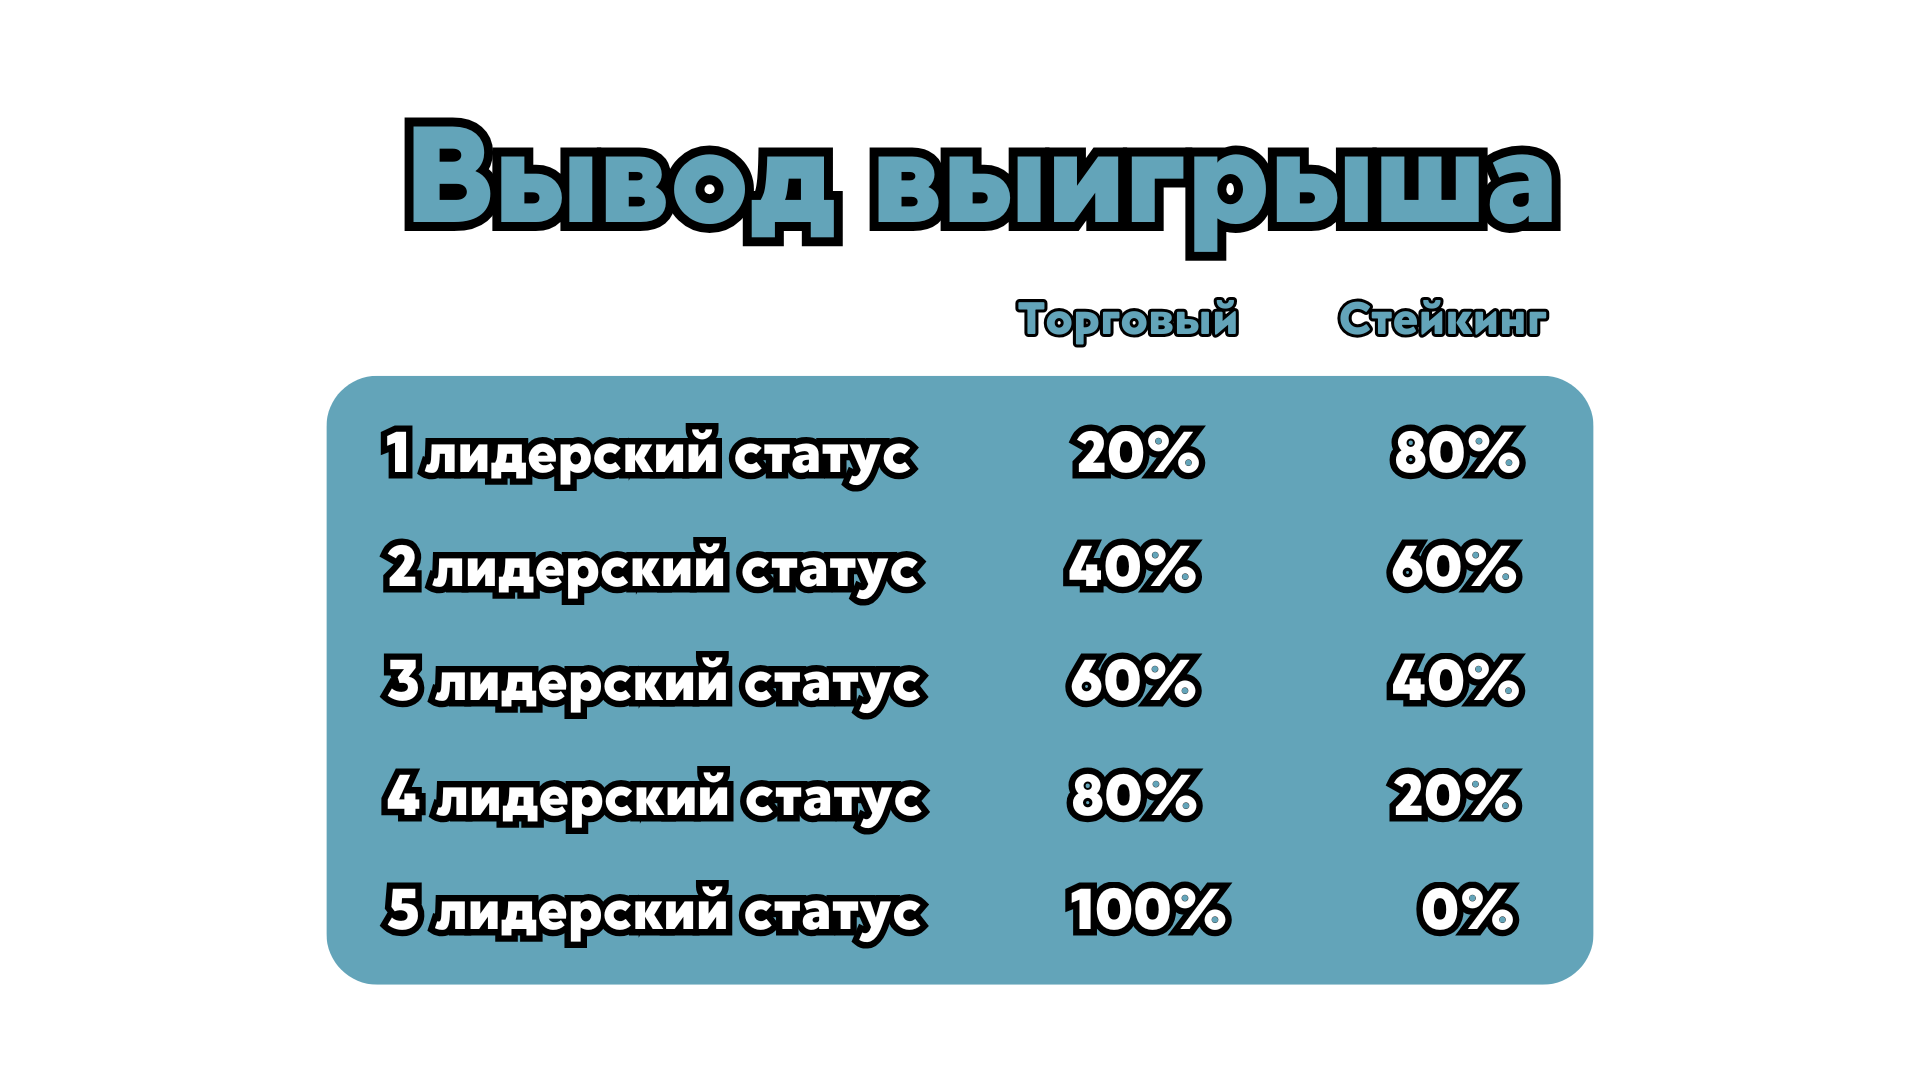 Вывод выигрыша
Торговый Стейкинг
1 лидерский статус 20% 80%
2 лидерский статус 40% 60%
3 лидерский статус 60% 40%
4 лидерский статус 80% 20%
5 лидерский статус 100% 0%